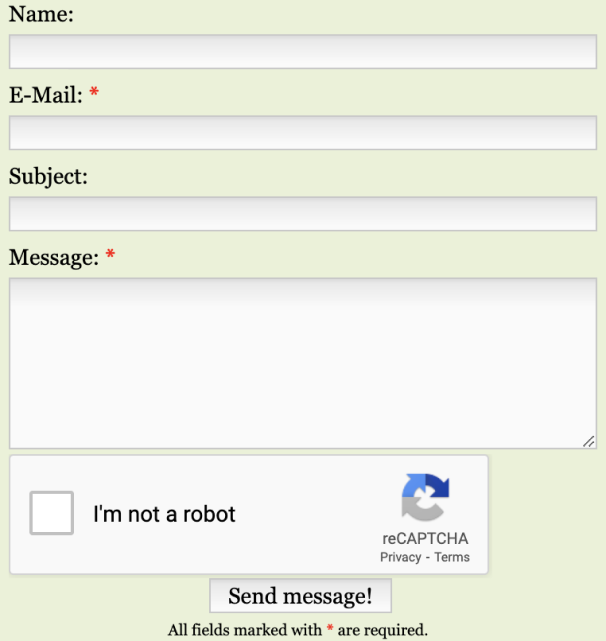 Name:
E-Mail: *
Subject:
Message: *
I'm not a robot
reCAPTCHA
Privacy - Terms
Send message!
All fields marked with * are required.